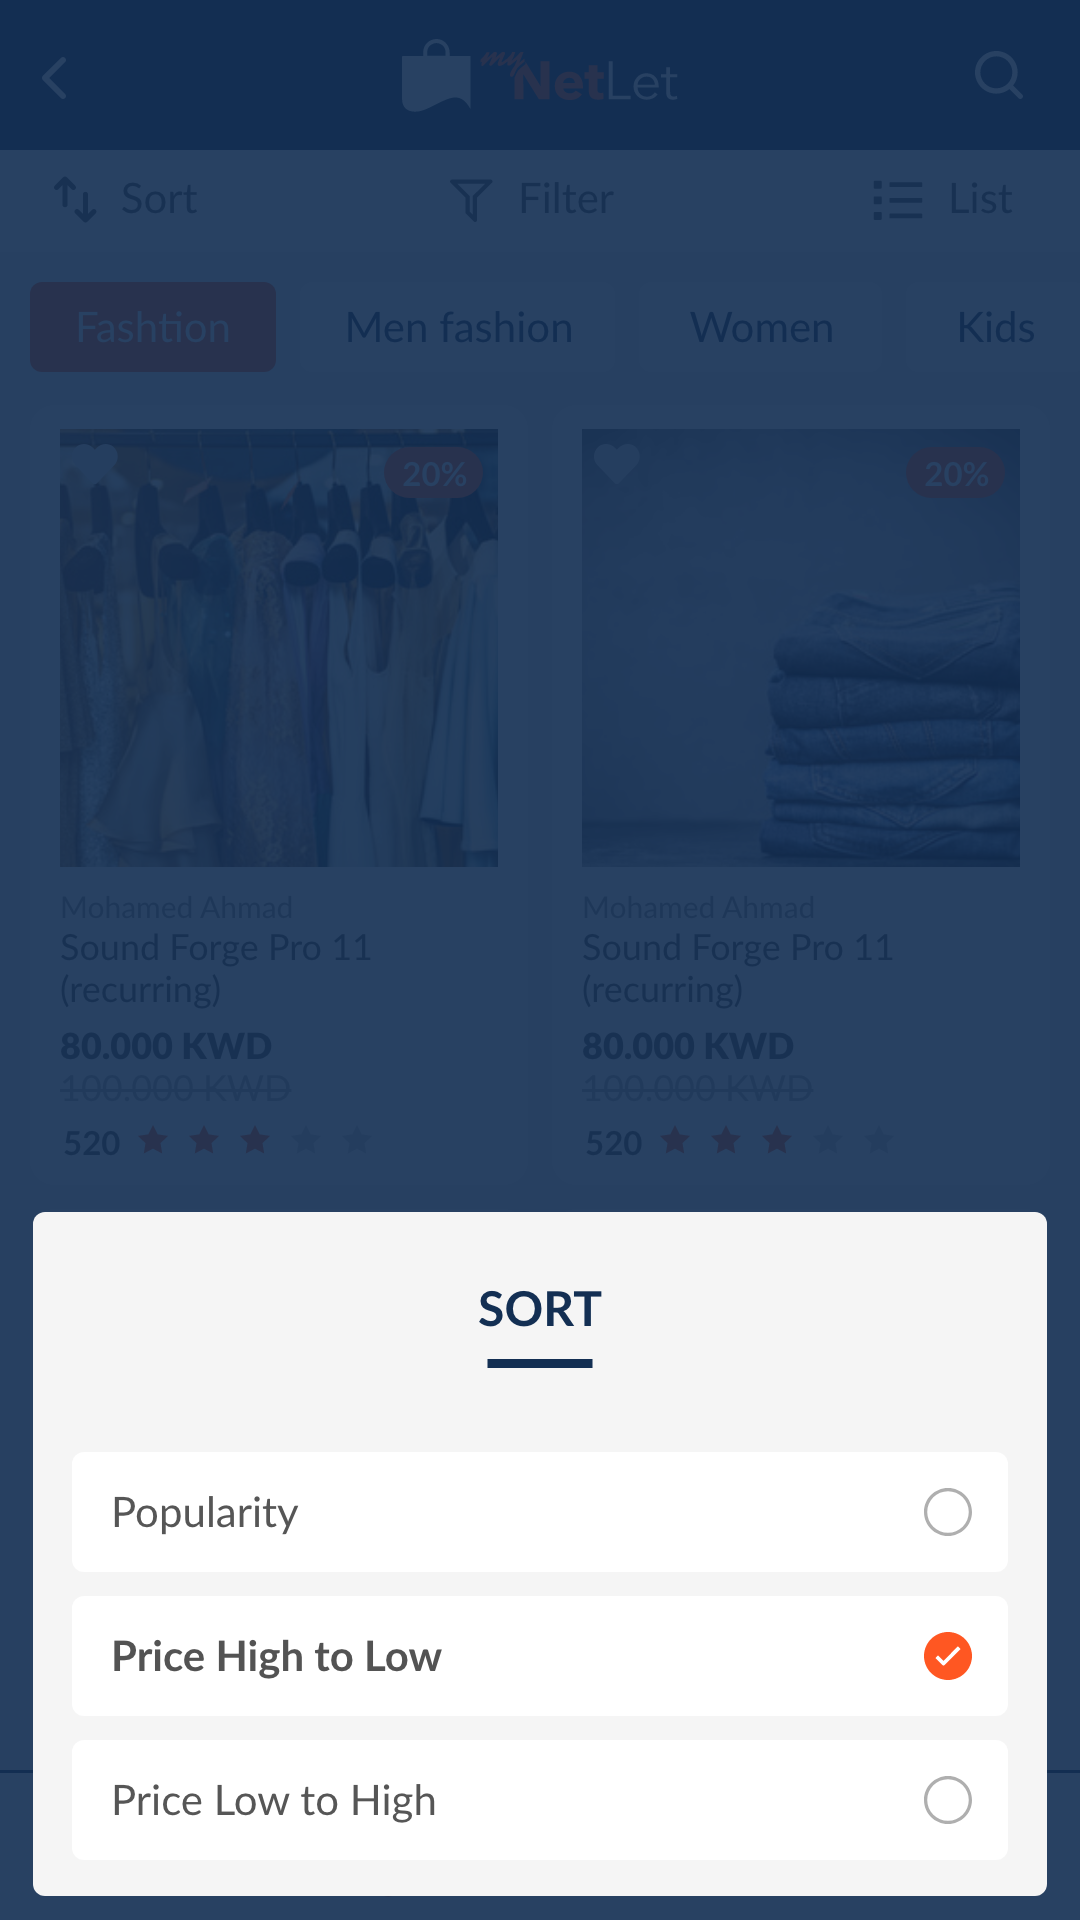 my NetLet
Sort Filter List
Fashtion Men fashion Women Kids
20% 20%
Mohamed Ahmad
Sound Forge Pro 11
(recurring)
80.000 KWD
100.000 KWD
520
Mohamed Ahmad
Sound Forge Pro 11
(recurring)
80.000 KWD
100.000 KWD
520
SORT
Popularity
Price High to Low
Price Low to High